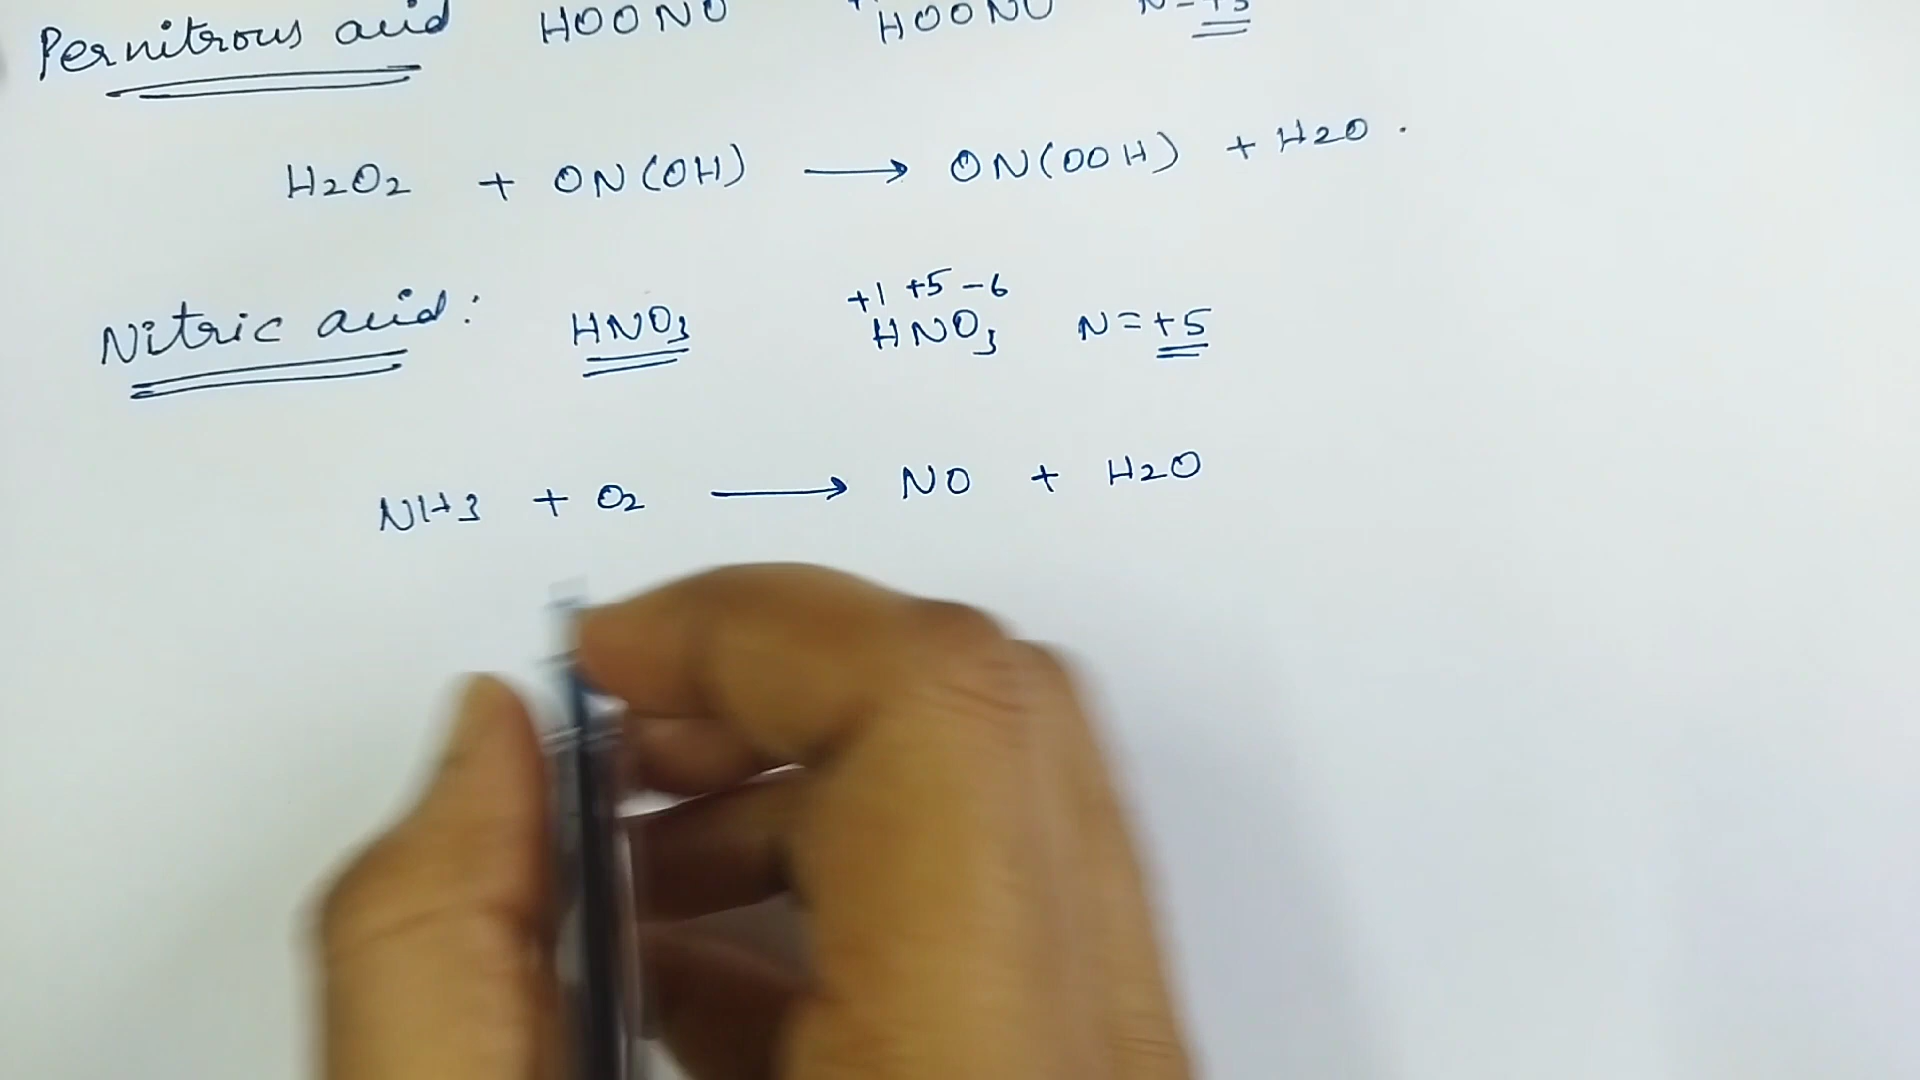 Pernitrous acid HOONO HOONO N=+3
H2O2 + ON(OH) → ON(OOH) + H2O.
Nitric acid: HNO3 +1 +5 -6 HNO3 N=+5
NH3 + O2 → NO + H2O